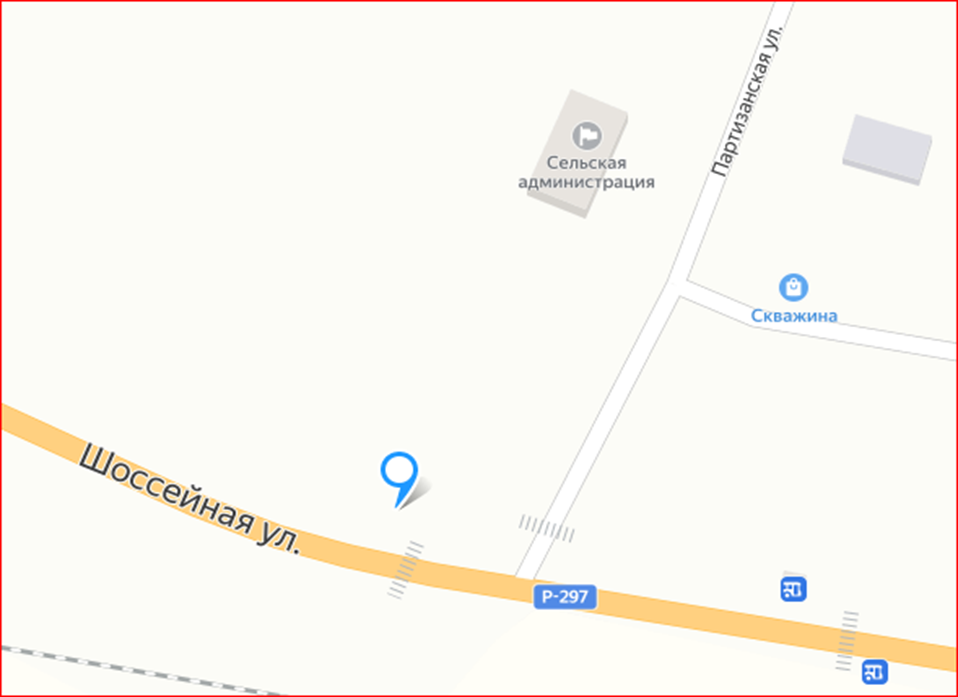 Партизанская ул.
Сельская
администрация
Скважина
Шоссейная ул.
Р-297